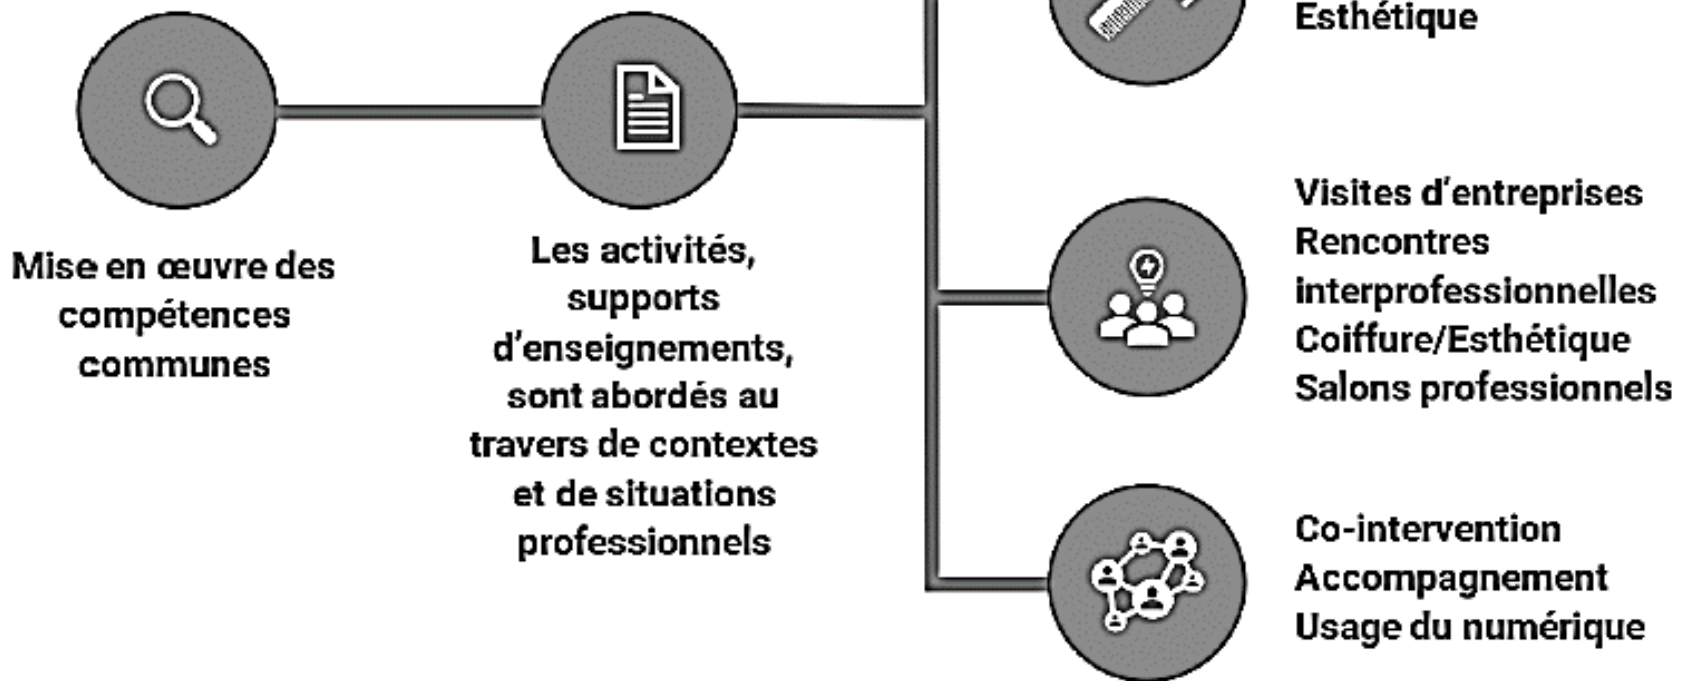 Esthétique
Mise en œuvre des
compétences
communes
Les activités,
supports
d'enseignements,
sont abordés au
travers de contextes
et de situations
professionnels
Visites d'entreprises
Rencontres
interprofessionnelles
Coiffure/Esthétique
Salons professionnels
Co-intervention
Accompagnement
Usage du numérique